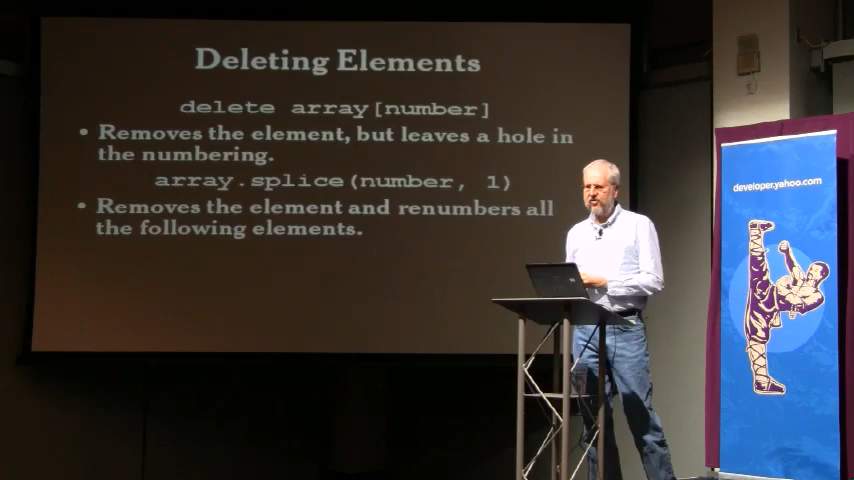 Deleting Elements
delete array[number]
• Removes the element, but leaves a hole in
the numbering.
array.splice(number, 1)
• Removes the element and renumbers all
the following elements.
developer.yahoo.com